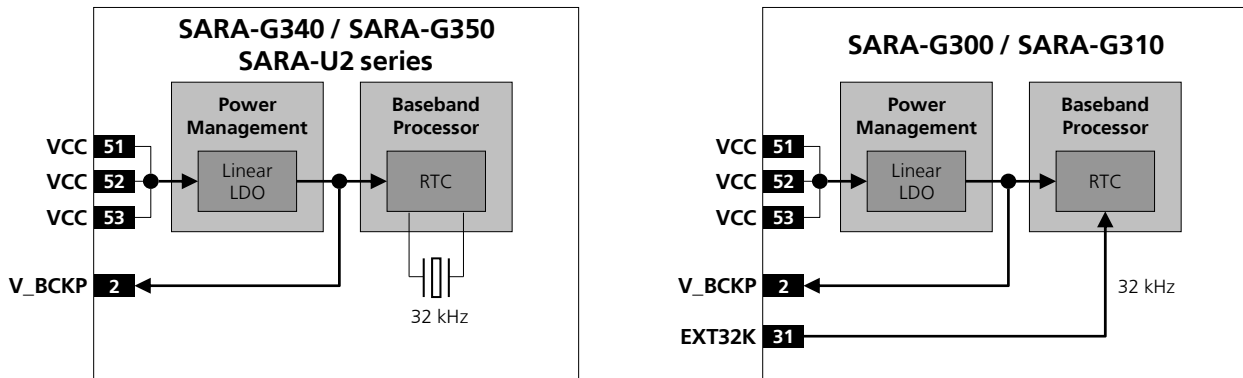 SARA-G340 / SARA-G350
SARA-U2 series
Power
Management
Baseband
Processor
VCC 51
Linear
LDO
RTC
VCC 52
VCC 53
V_BCKP 2
32 kHz
SARA-G300 / SARA-G310
Power
Management
Baseband
Processor
VCC 51
Linear
LDO
RTC
VCC 52
VCC 53
V_BCKP 2
32 kHz
EXT32K 31